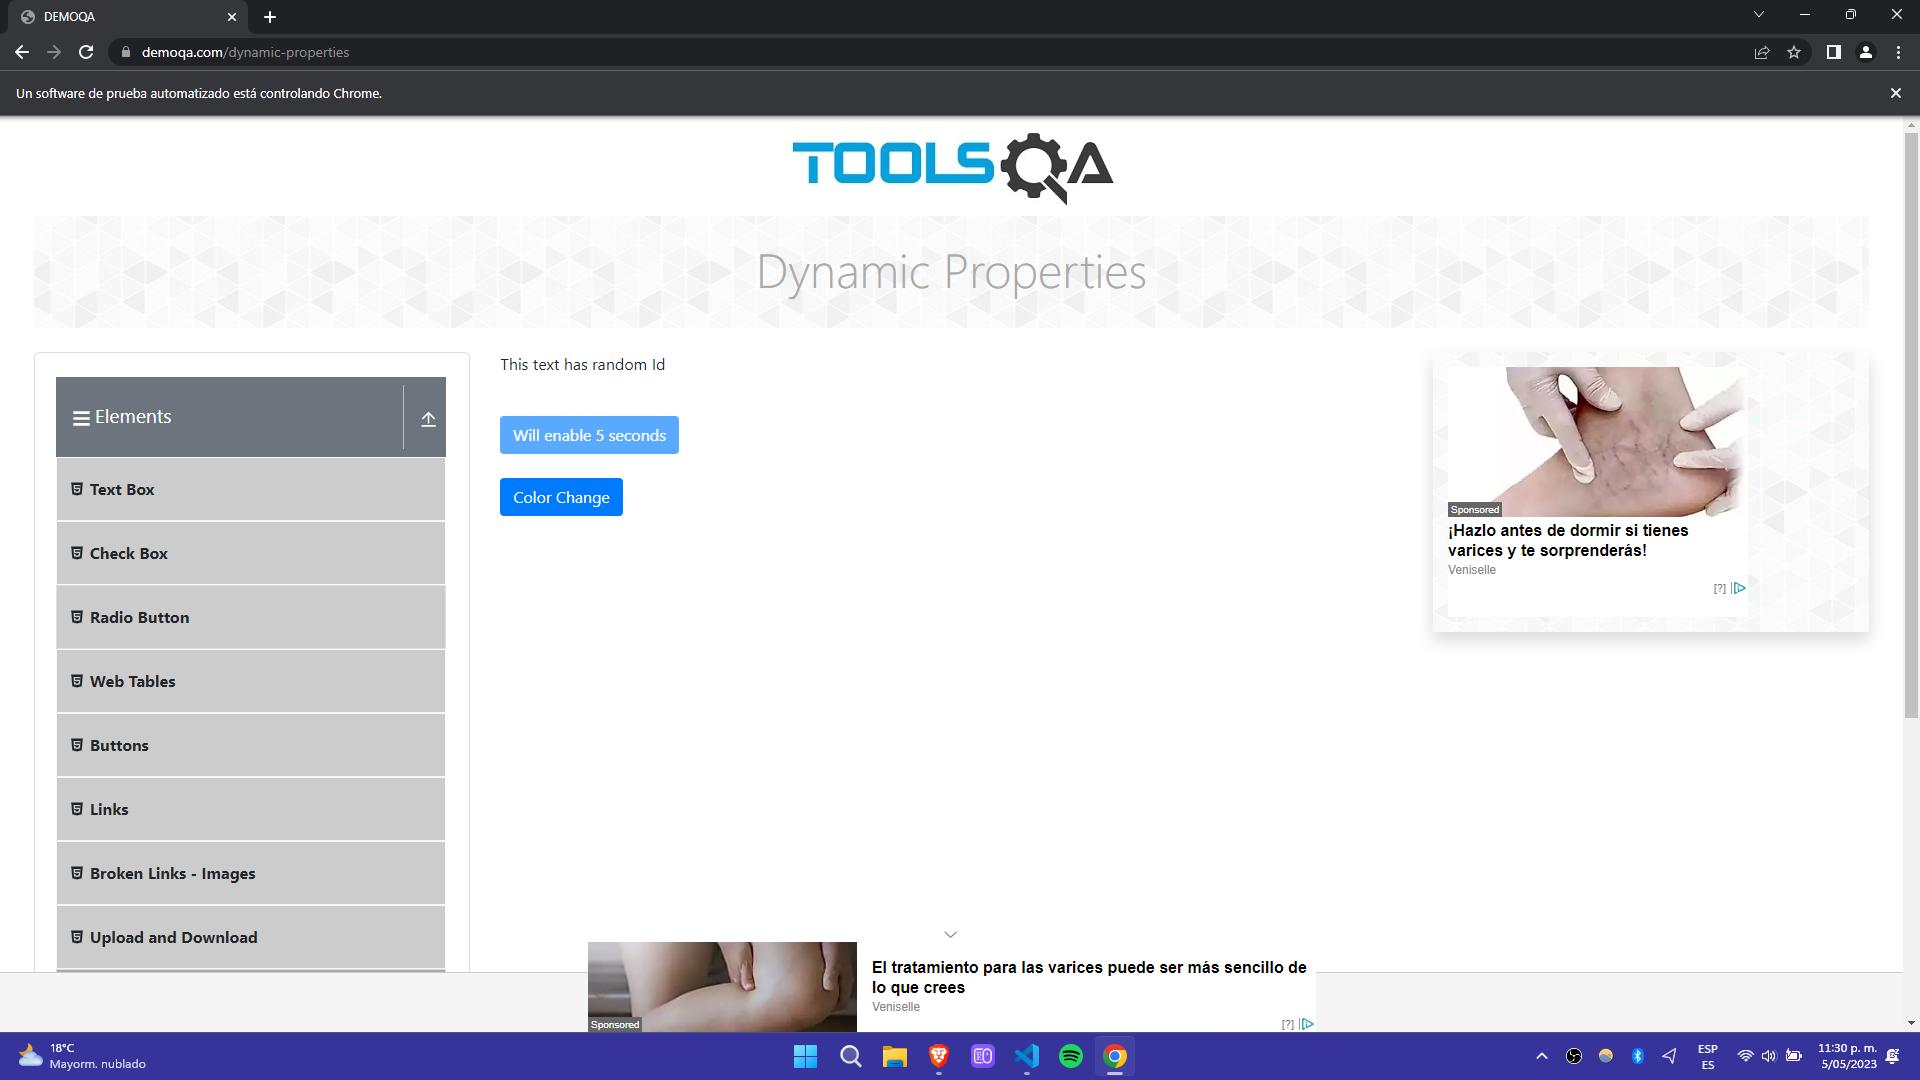 DEMOQA
demoqa.com/dynamic-properties
Un software de prueba automatizado está controlando Chrome.
TOOLSQA
Dynamic Properties
Elements
Text Box
Check Box
Radio Button
Web Tables
Buttons
Links
Broken Links - Images
Upload and Download
This text has random Id
Will enable 5 seconds
Color Change
Sponsored
¡Hazlo antes de dormir si tienes
varices y te sorprenderás!
Veniselle
[?]
Sponsored
El tratamiento para las varices puede ser más sencillo de
lo que crees
Veniselle
[?]
18°C
Mayorm. nublado
ESP
ES
11:30 p. m.
5/05/2023